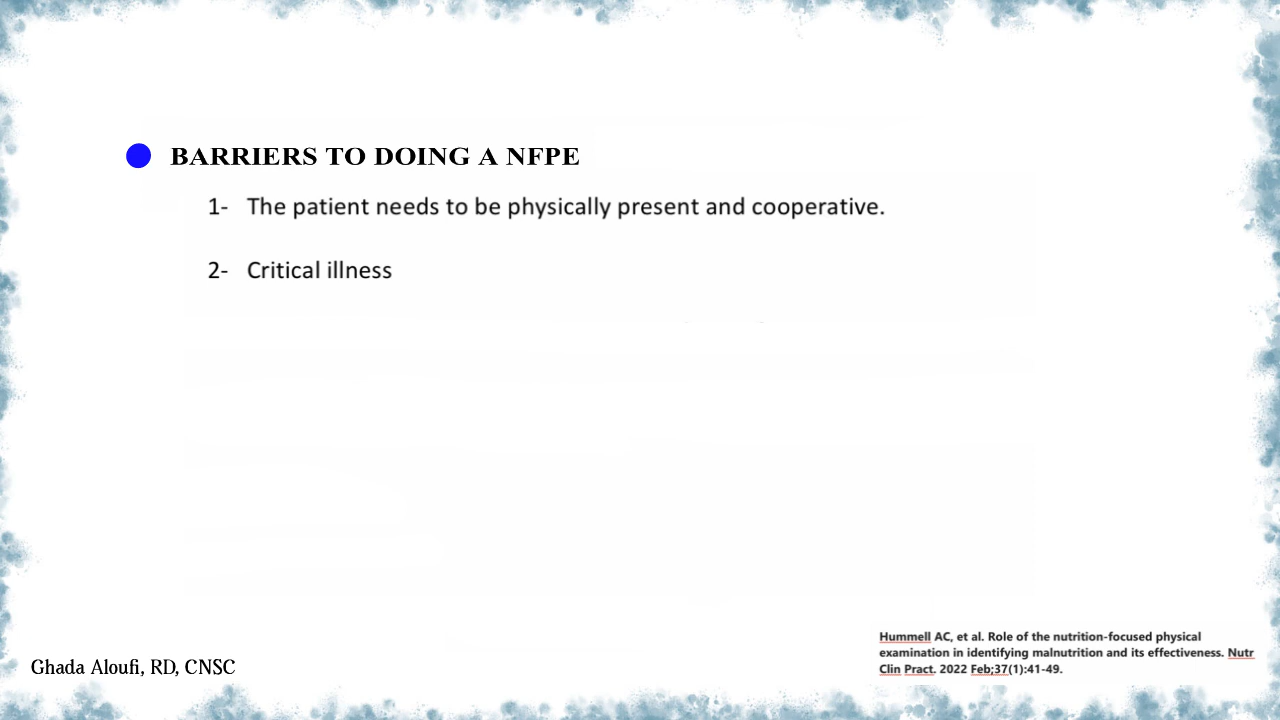 BARRIERS TO DOING A NFPE
1- The patient needs to be physically present and cooperative.
2- Critical illness
Hummell AC, et al. Role of the nutrition-focused physical
examination in identifying malnutrition and its effectiveness. Nutr
Clin Pract. 2022 Feb;37(1):41-49.
Ghada Aloufi, RD, CNSC